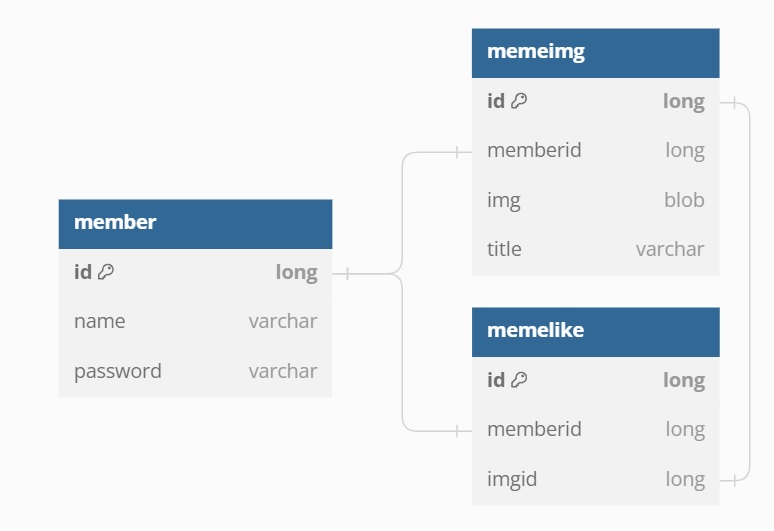 member
id long
name varchar
password varchar
memeimg
id long
memberid long
img blob
title varchar
memelike
id long
memberid long
imgid long